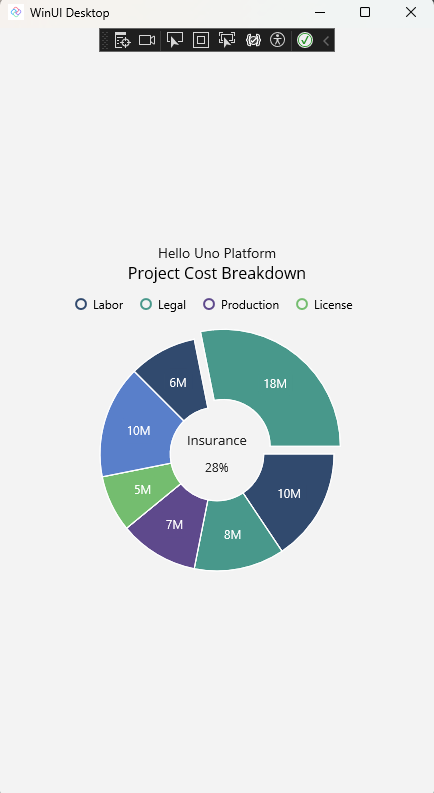 WinUI Desktop
Hello Uno Platform
Project Cost Breakdown
Labor Legal Production License
18M
6M
10M
Insurance
28%
5M
10M
7M
8M